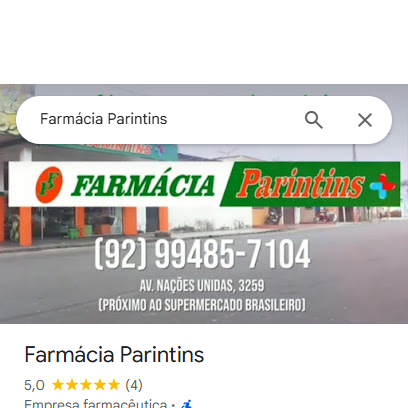 Farmácia Parintins
FARMÁCIA Parintins
(92) 99485-7104
AV. NAÇÕES UNIDAS, 3259
(PRÓXIMO AO SUPERMERCADO BRASILEIRO)
Farmácia Parintins
5,0 (4)
Empresa farmacêutica ·